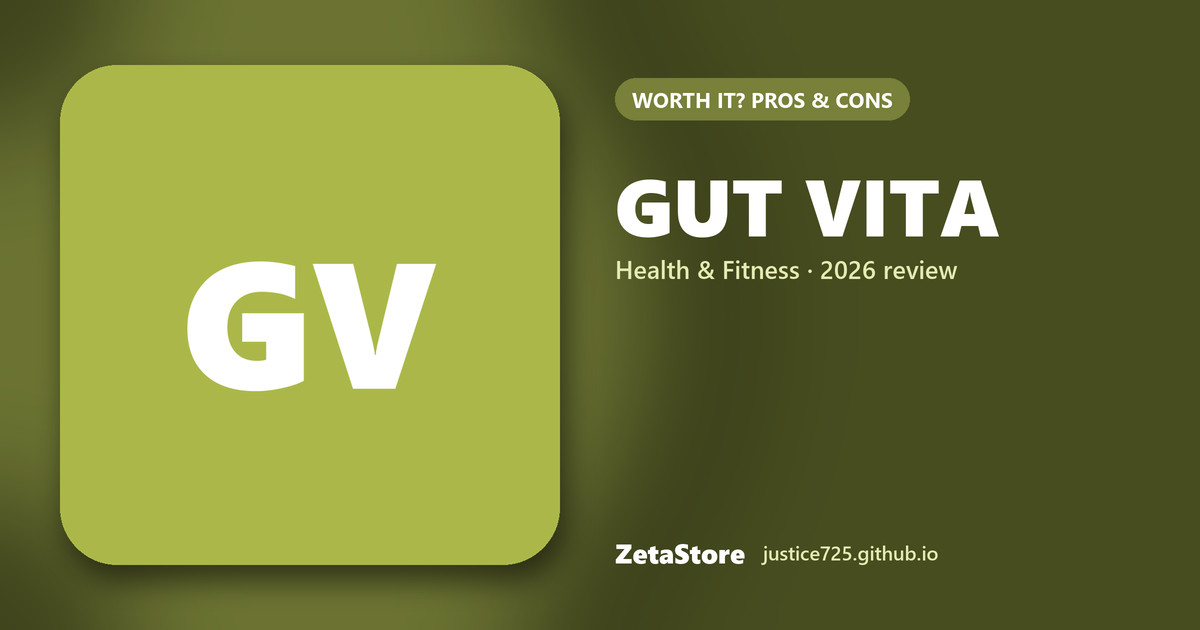 GV
WORTH IT? PROS & CONS
GUT VITA
Health & Fitness · 2026 review
ZetaStore justice725.github.io